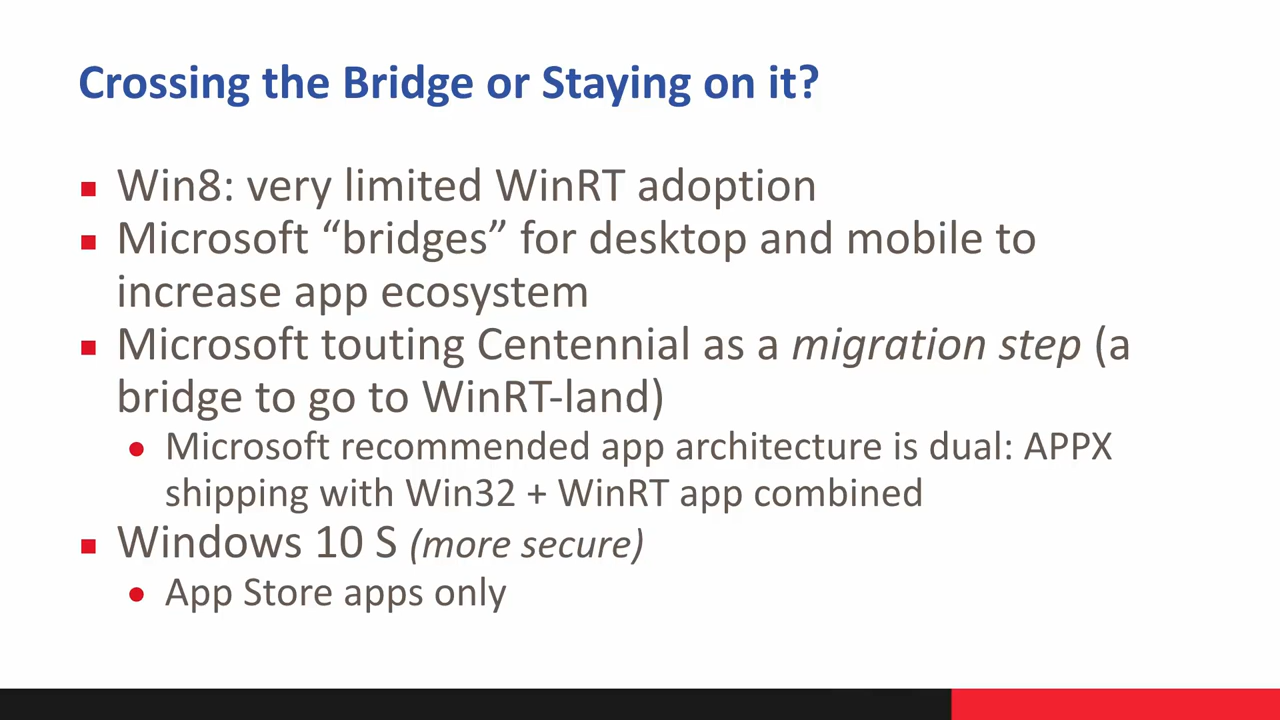 Crossing the Bridge or Staying on it?
Win8: very limited WinRT adoption
Microsoft “bridges” for desktop and mobile to
increase app ecosystem
Microsoft touting Centennial as a migration step (a
bridge to go to WinRT-land)
Microsoft recommended app architecture is dual: APPX
shipping with Win32 + WinRT app combined
Windows 10 S (more secure)
App Store apps only